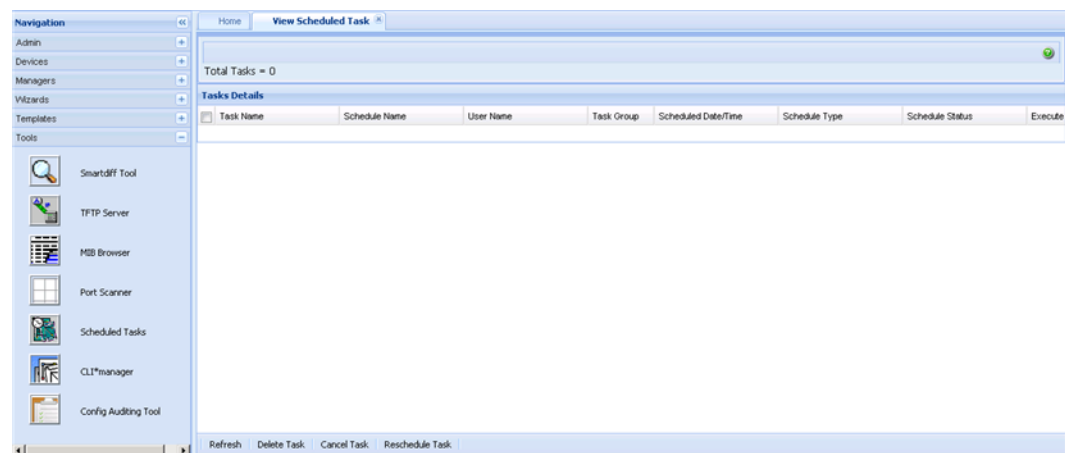 Navigation
Admin
Devices
Managers
Wizards
Templates
Tools
Smartdiff Tool
TFTP Server
MIB Browser
Port Scanner
Scheduled Tasks
CLI*manager
Config Auditing Tool
Home View Scheduled Task
Total Tasks = 0
Tasks Details
Task Name Schedule Name User Name Task Group Scheduled Date/Time Schedule Type Schedule Status Execute
Refresh Delete Task Cancel Task Reschedule Task